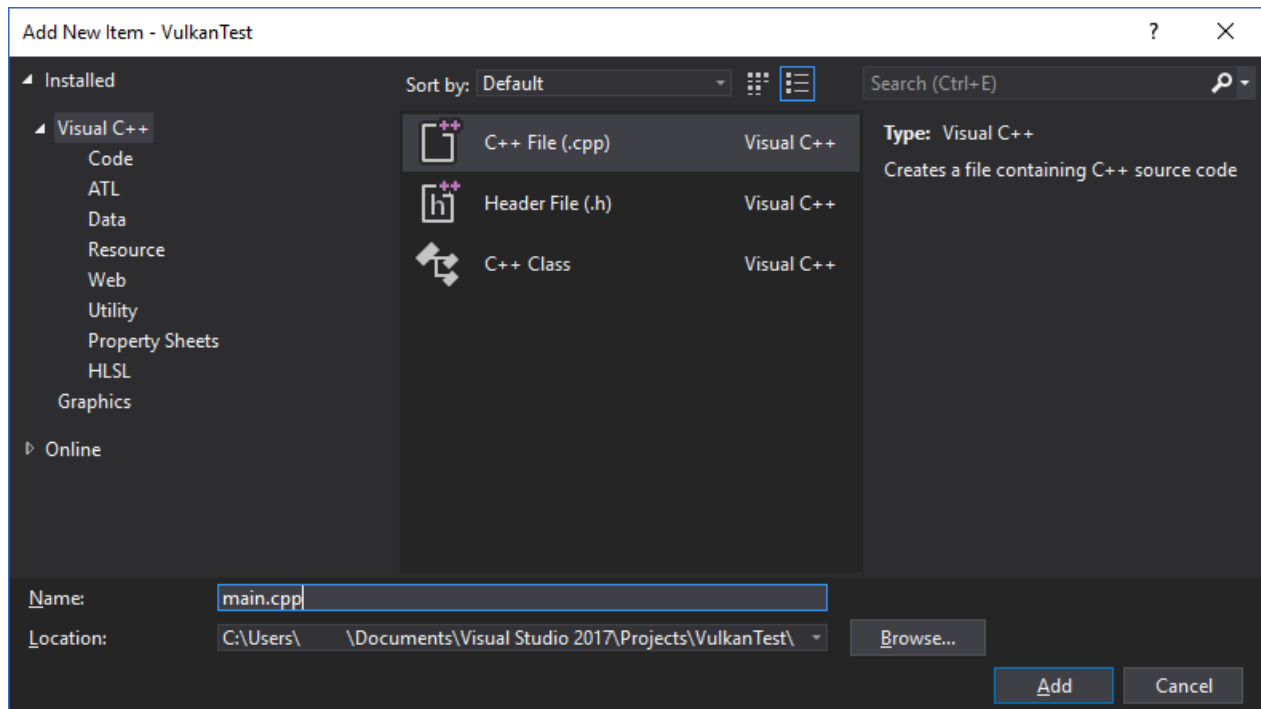 Add New Item - VulkanTest
?
Installed
Sort by: Default
Search (Ctrl+E)
Visual C++
Code
ATL
Data
Resource
Web
Utility
Property Sheets
HLSL
Graphics
Online
C++ File (.cpp) Visual C++
Header File (.h) Visual C++
C++ Class Visual C++
Type: Visual C++
Creates a file containing C++ source code
Name: main.cpp
Location: C:\Users\ \Documents\Visual Studio 2017\Projects\VulkanTest\
Browse...
Add Cancel